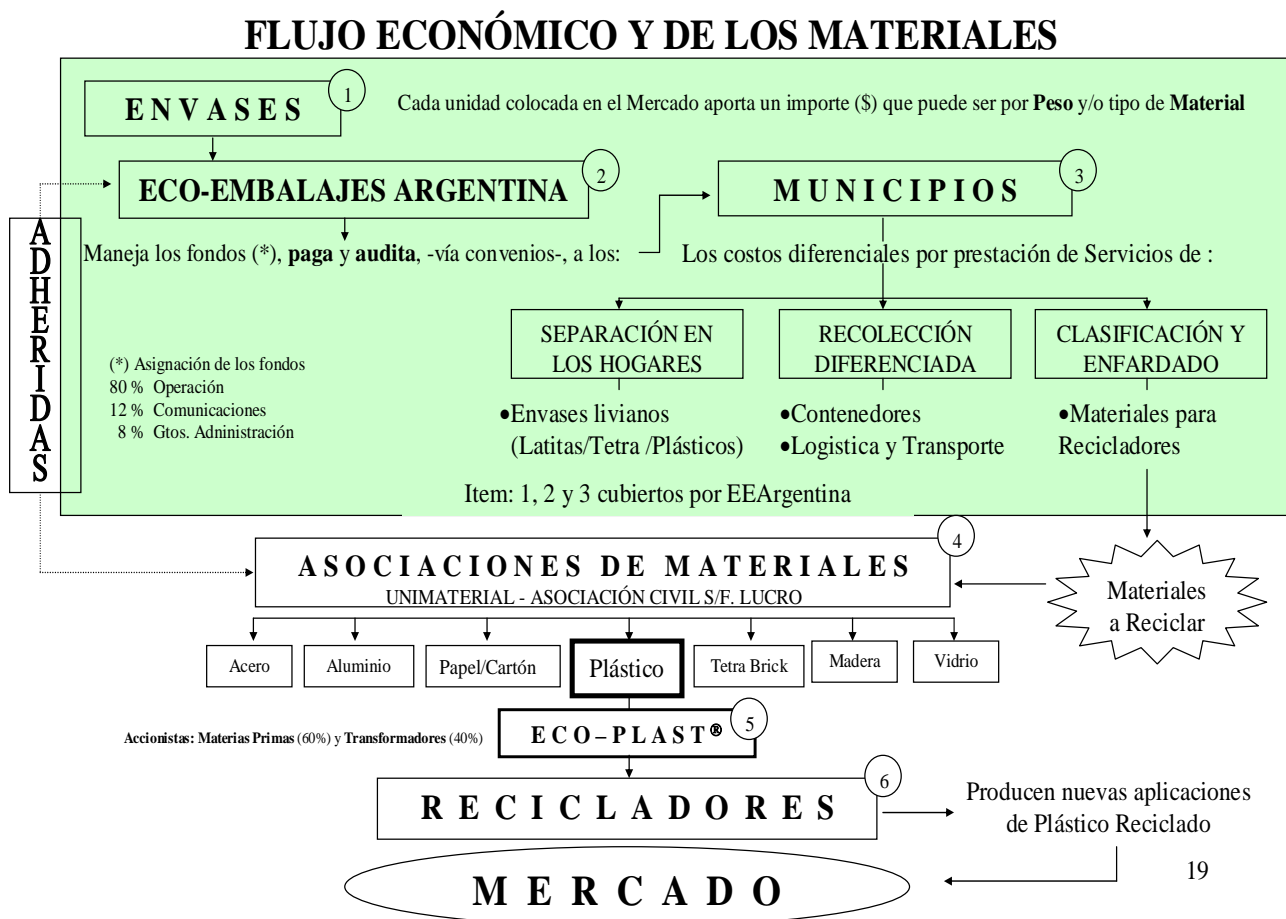 FLUJO ECONÓMICO Y DE LOS MATERIALES
ENVASES
1
Cada unidad colocada en el Mercado aporta un importe ($) que puede ser por Peso y/o tipo de Material
ECO-EMBALAJES ARGENTINA
2
MUNICIPIOS
3
ADHERIDAS
Maneja los fondos (*), paga y audita, -vía convenios-, a los:
Los costos diferenciales por prestación de Servicios de :
SEPARACIÓN EN
LOS HOGARES
RECOLECCIÓN
DIFERENCIADA
CLASIFICACIÓN Y
ENFARDADO
(*) Asignación de los fondos
80 % Operación
12 % Comunicaciones
8 % Gtos. Adninistración
•Envases livianos
(Latitas/Tetra /Plásticos)
•Contenedores
•Logistica y Transporte
•Materiales para
Recicladores
Item: 1, 2 y 3 cubiertos por EEArgentina
ASOCIACIONES DE MATERIALES
4
UNIMATERIAL - ASOCIACIÓN CIVIL S/F. LUCRO
Materiales
a Reciclar
Acero
Aluminio
Papel/Cartón
Plástico
Tetra Brick
Madera
Vidrio
Accionistas: Materias Primas (60%) y Transformadores (40%)
ECO–PLAST®
5
RECICLADORES
6
Producen nuevas aplicaciones
de Plástico Reciclado
MERCADO
19